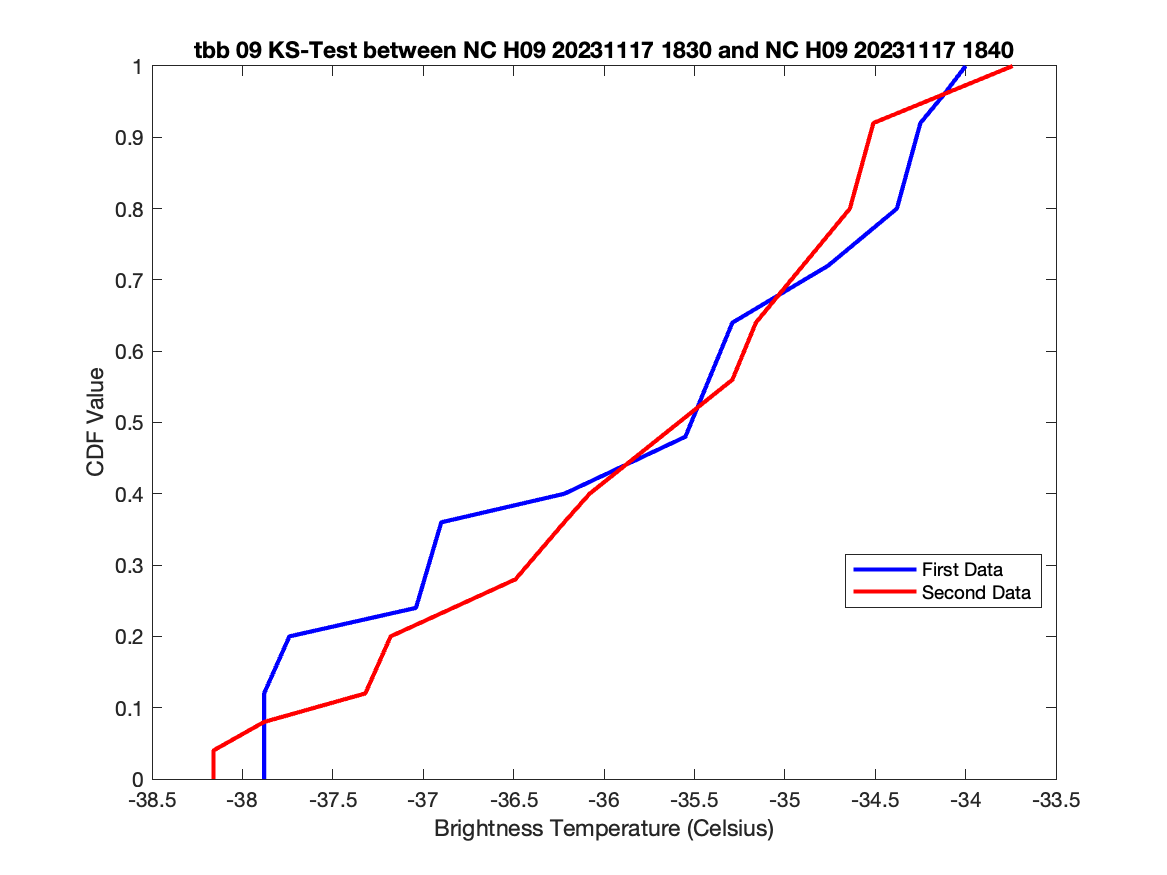 tbb 09 KS-Test between NC H09 20231117 1830 and NC H09 20231117 1840
1
0.9
0.8
0.7
0.6
0.5
0.4
0.3
0.2
0.1
0
CDF Value
First Data
Second Data
-38.5 -38 -37.5 -37 -36.5 -36 -35.5 -35 -34.5 -34 -33.5
Brightness Temperature (Celsius)